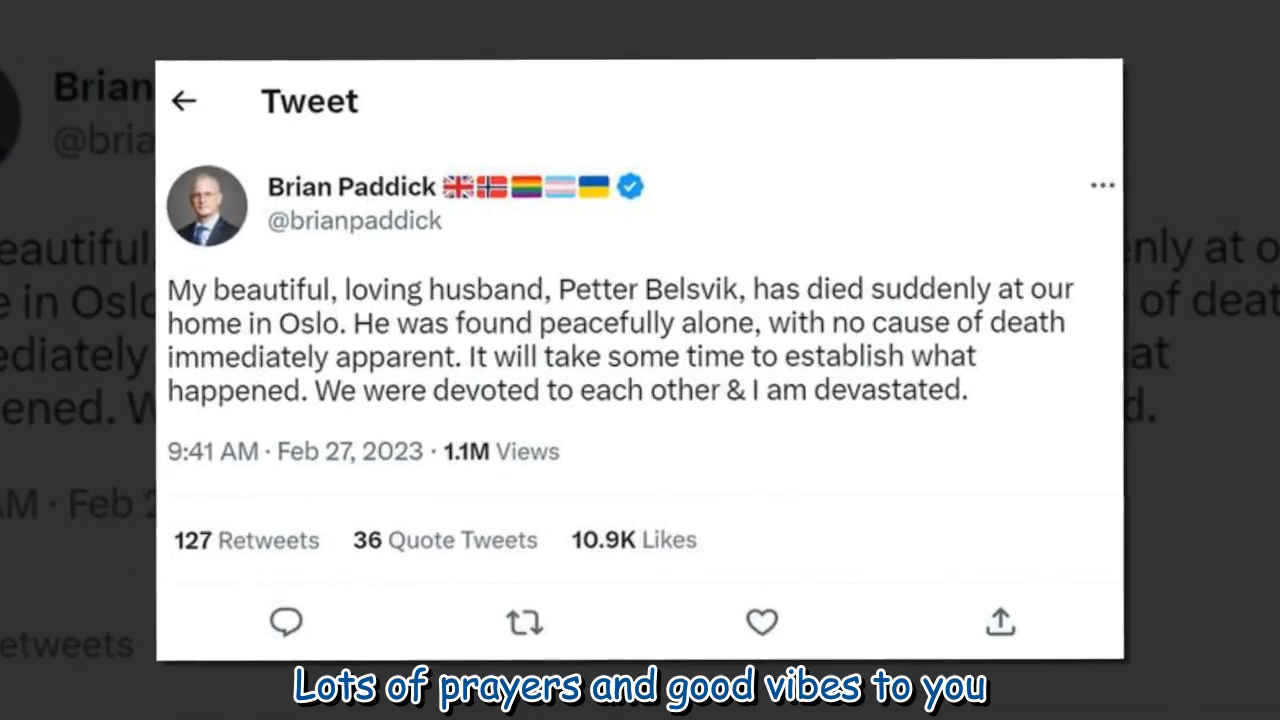 Tweet
Brian Paddick
@brianpaddick
My beautiful, loving husband, Petter Belsvik, has died suddenly at our
home in Oslo. He was found peacefully alone, with no cause of death
immediately apparent. It will take some time to establish what
happened. We were devoted to each other & I am devastated.
9:41 AM · Feb 27, 2023 · 1.1M Views
127 Retweets 36 Quote Tweets 10.9K Likes
Lots of prayers and good vibes to you